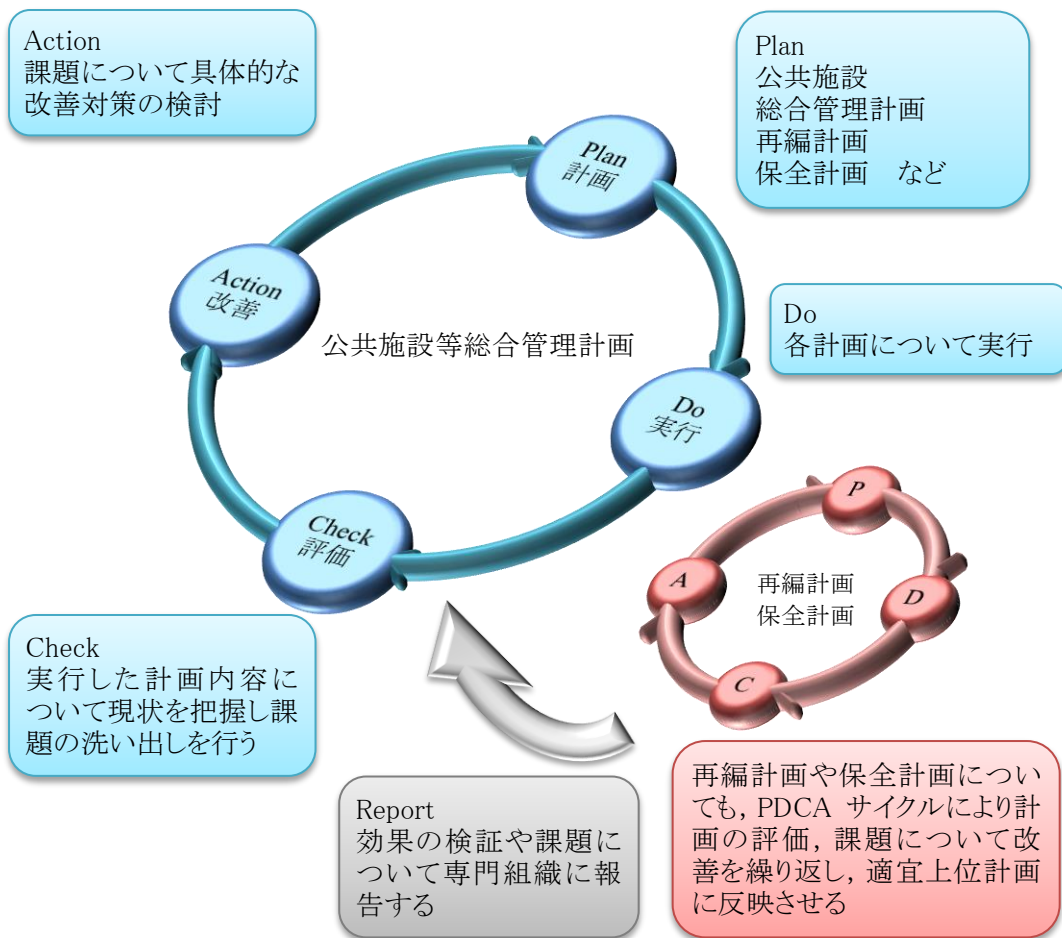 Action
課題について具体的な
改善対策の検討
Plan
公共施設
総合管理計画
再編計画
保全計画　など
Plan
計画
Action
改善
公共施設等総合管理計画
Do
各計画について実行
Do
実行
Check
評価
P
A
D
C
再編計画
保全計画
Check
実行した計画内容に
ついて現状を把握し課
題の洗い出しを行う
Report
効果の検証や課題に
ついて専門組織に報
告する
再編計画や保全計画につい
ても，PDCA サイクルにより計
画の評価，課題について改
善を繰り返し，適宜上位計画
に反映させる